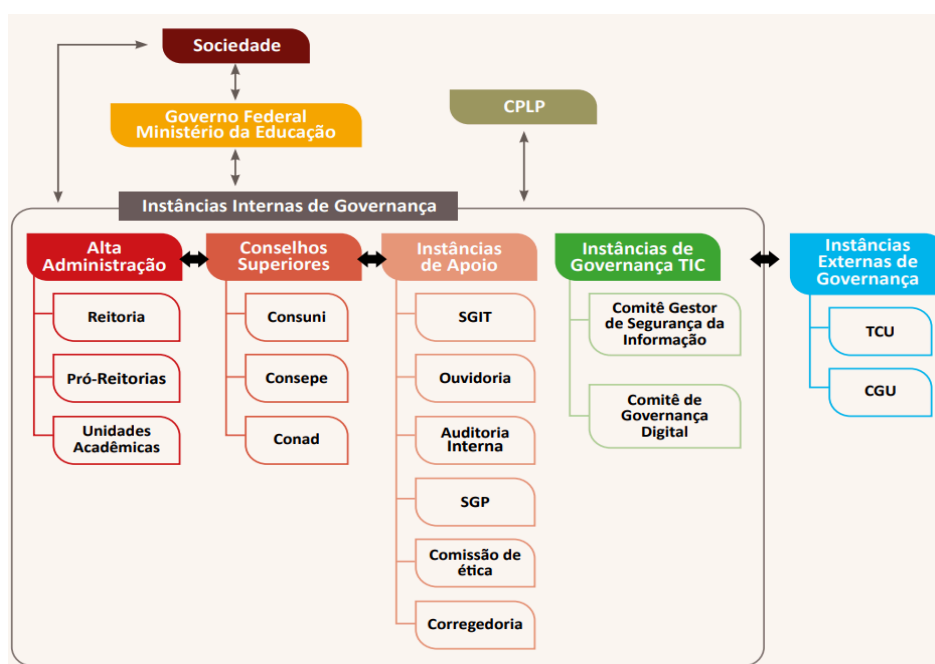 Sociedade
Governo Federal
Ministério da Educação
CPLP
Instâncias Internas de Governança
Alta
Administração
Reitoria
Pró-Reitorias
Unidades
Acadêmicas
Conselhos
Superiores
Consuni
Consepe
Conad
Instâncias
de Apoio
SGIT
Ouvidoria
Auditoria
Interna
SGP
Comissão de
ética
Corregedoria
Instâncias de
Governança TIC
Comitê Gestor
de Segurança da
Informação
Comitê de
Governança
Digital
Instâncias
Externas de
Governança
TCU
CGU